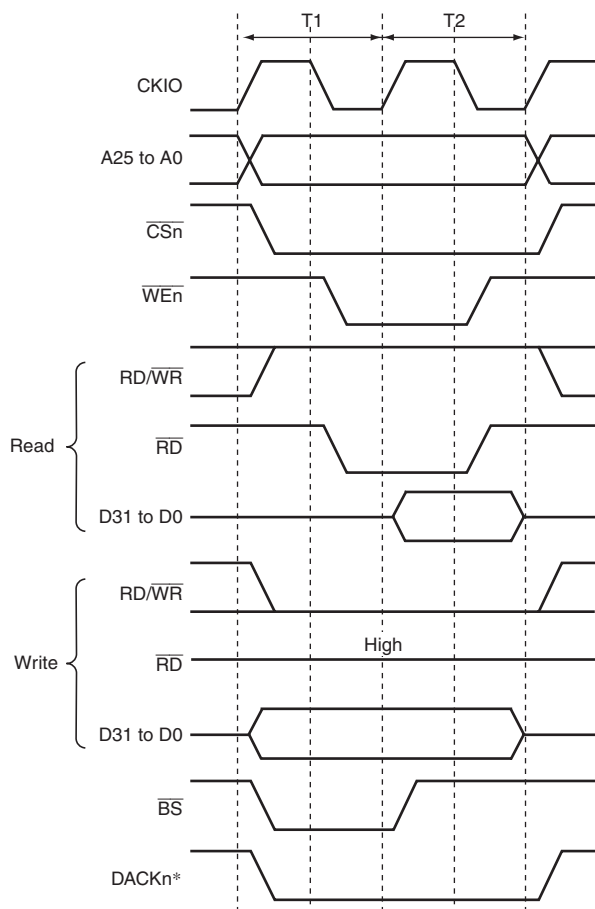 T1 T2
CKIO
A25 to A0
CSn
WEn
RD/WR
Read
RD
D31 to D0
RD/WR
High
Write
RD
D31 to D0
BS
DACKn*